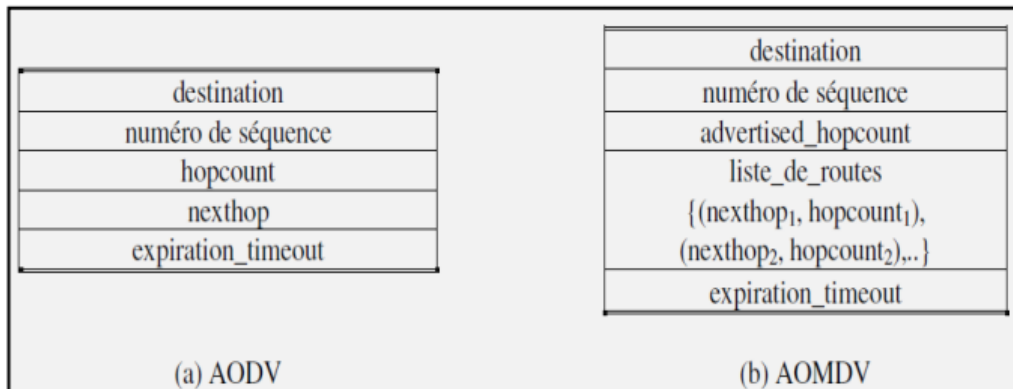 destination
numéro de séquence
hopcount
nexthop
expiration_timeout
(a) AODV
destination
numéro de séquence
advertised_hopcount
liste_de_routes
{(nexthop₁, hopcount₁),
(nexthop₂, hopcount₂),..}
expiration_timeout
(b) AOMDV